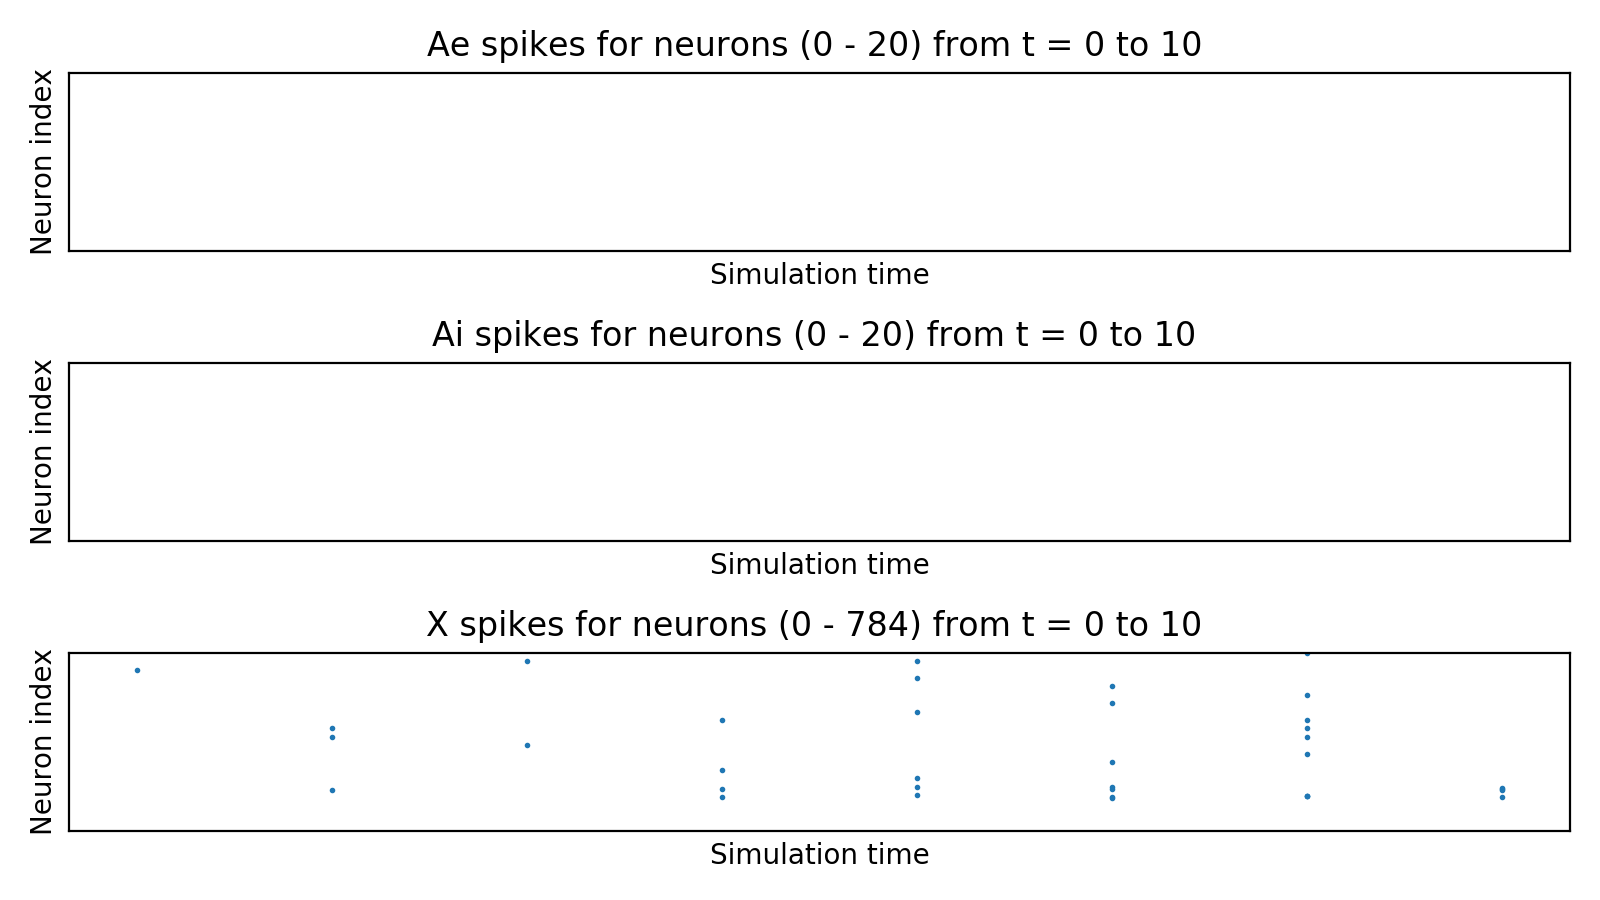 Ae spikes for neurons (0 - 20) from t = 0 to 10
Neuron index
Simulation time
Ai spikes for neurons (0 - 20) from t = 0 to 10
Neuron index
Simulation time
X spikes for neurons (0 - 784) from t = 0 to 10
Neuron index
Simulation time